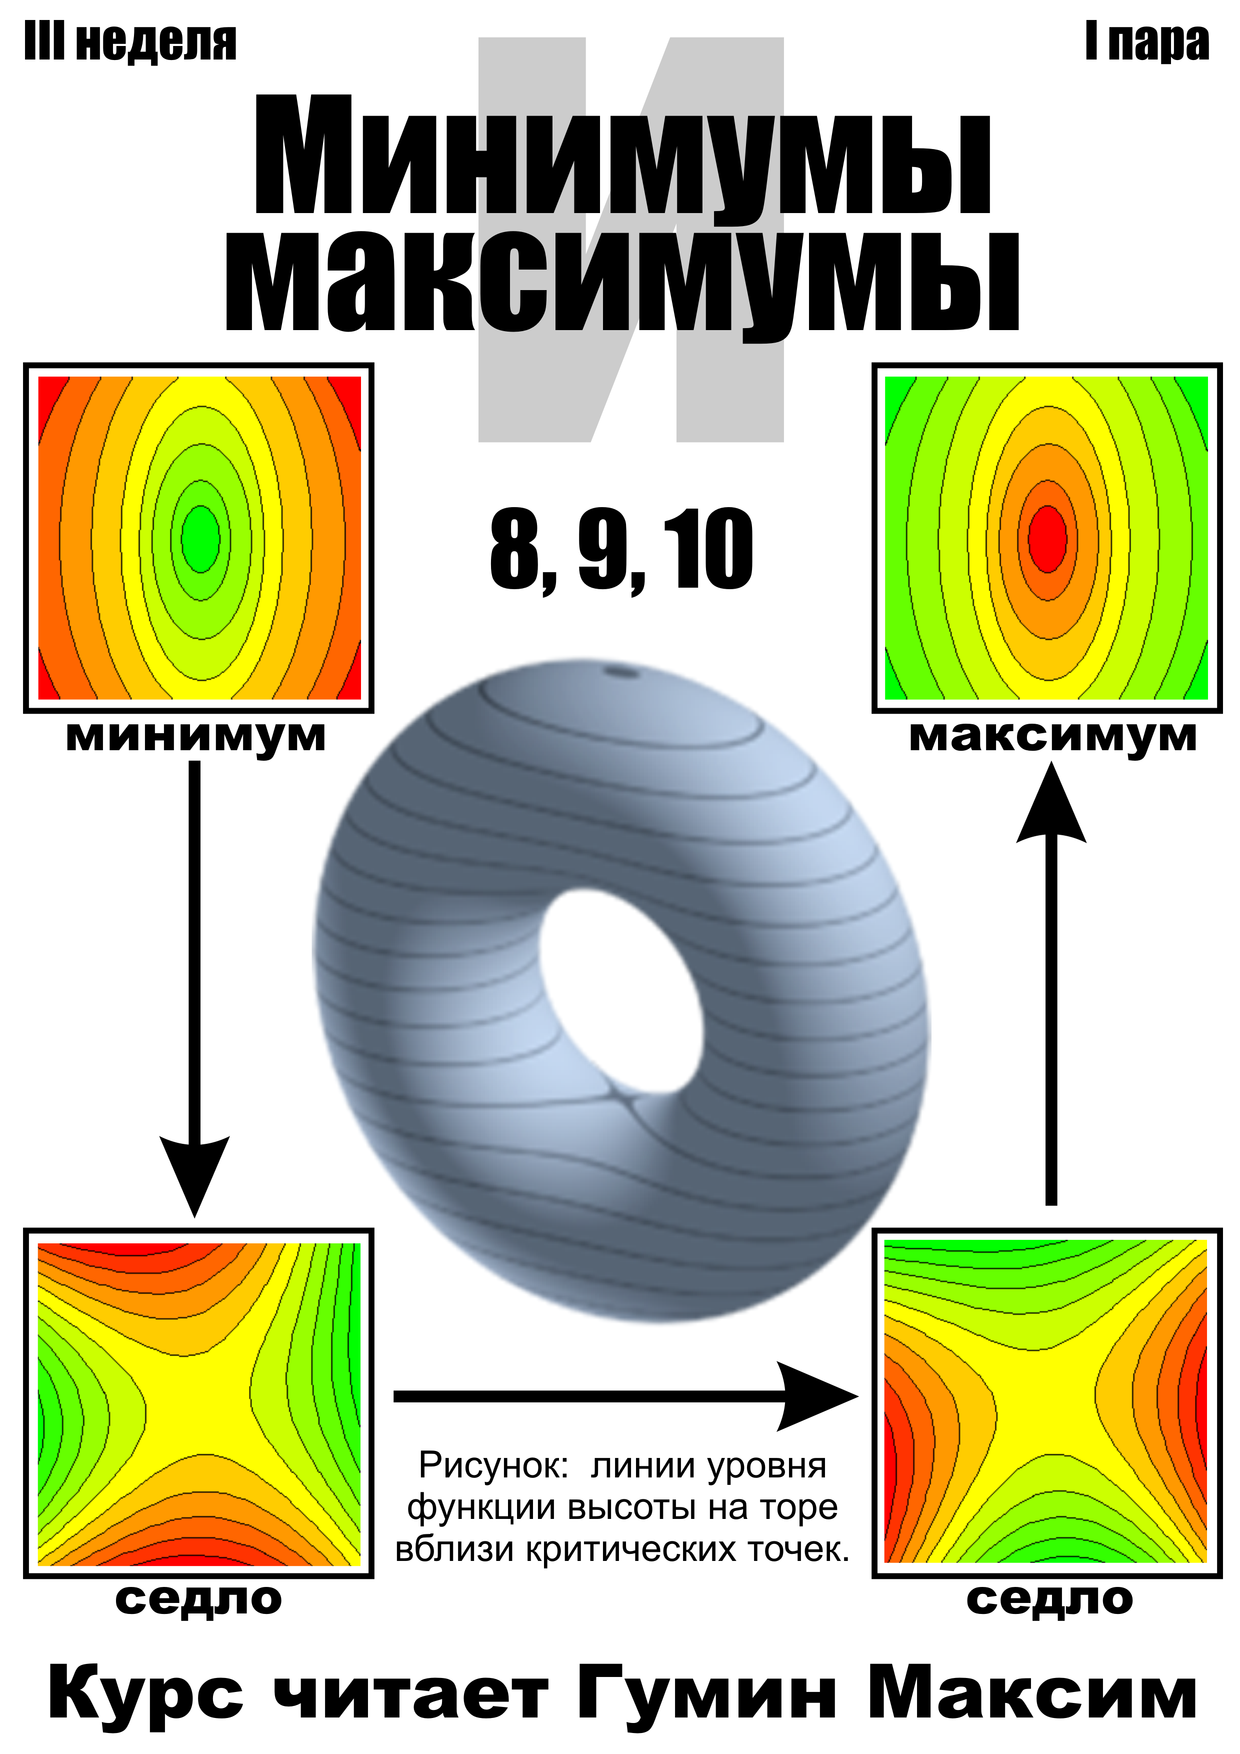 III неделя
I пара
И
Минимумы
максимумы
8, 9, 10
минимум
максимум
Рисунок: линии уровня
функции высоты на торе
вблизи критических точек.
седло
седло
Курс читает Гумин Максим